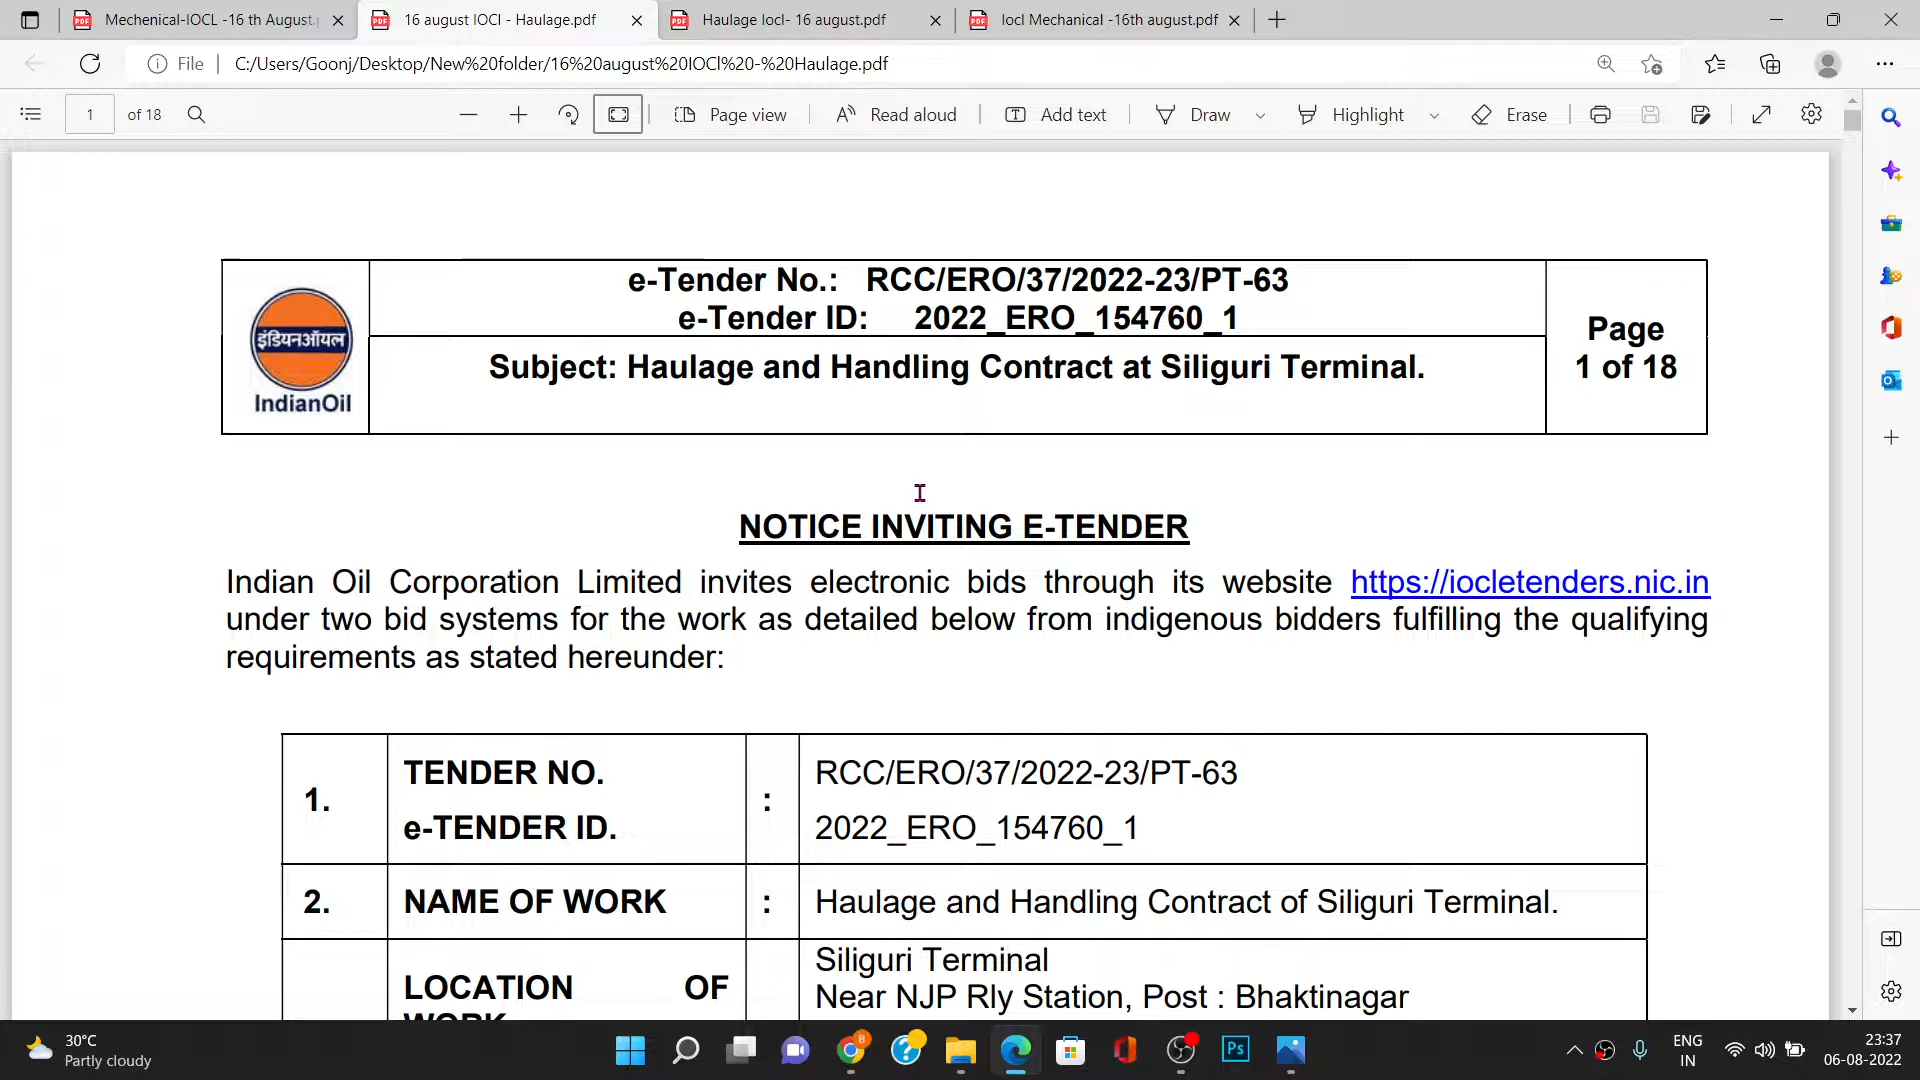 Mechenical-IOCL -16 th August.
16 august IOCl - Haulage.pdf
Haulage Iocl- 16 august.pdf
Iocl Mechanical -16th august.pdf
File
C:/Users/Goonj/Desktop/New%20folder/16%20august%20IOCl%20-%20Haulage.pdf
1
of 18
Page view
Read aloud
Add text
Draw
Highlight
Erase
e-Tender No.: RCC/ERO/37/2022-23/PT-63
e-Tender ID: 2022_ERO_154760_1
Subject: Haulage and Handling Contract at Siliguri Terminal.
इंडियनऑयल
IndianOil
Page
1 of 18
NOTICE INVITING E-TENDER
Indian Oil Corporation Limited invites electronic bids through its website https://iocletenders.nic.in
under two bid systems for the work as detailed below from indigenous bidders fulfilling the qualifying
requirements as stated hereunder:
1.
TENDER NO.
e-TENDER ID.
:
RCC/ERO/37/2022-23/PT-63
2022_ERO_154760_1
2.
NAME OF WORK
:
Haulage and Handling Contract of Siliguri Terminal.
LOCATION OF
WORK
Siliguri Terminal
Near NJP Rly Station, Post : Bhaktinagar
30°C
Partly cloudy
ENG
IN
23:37
06-08-2022